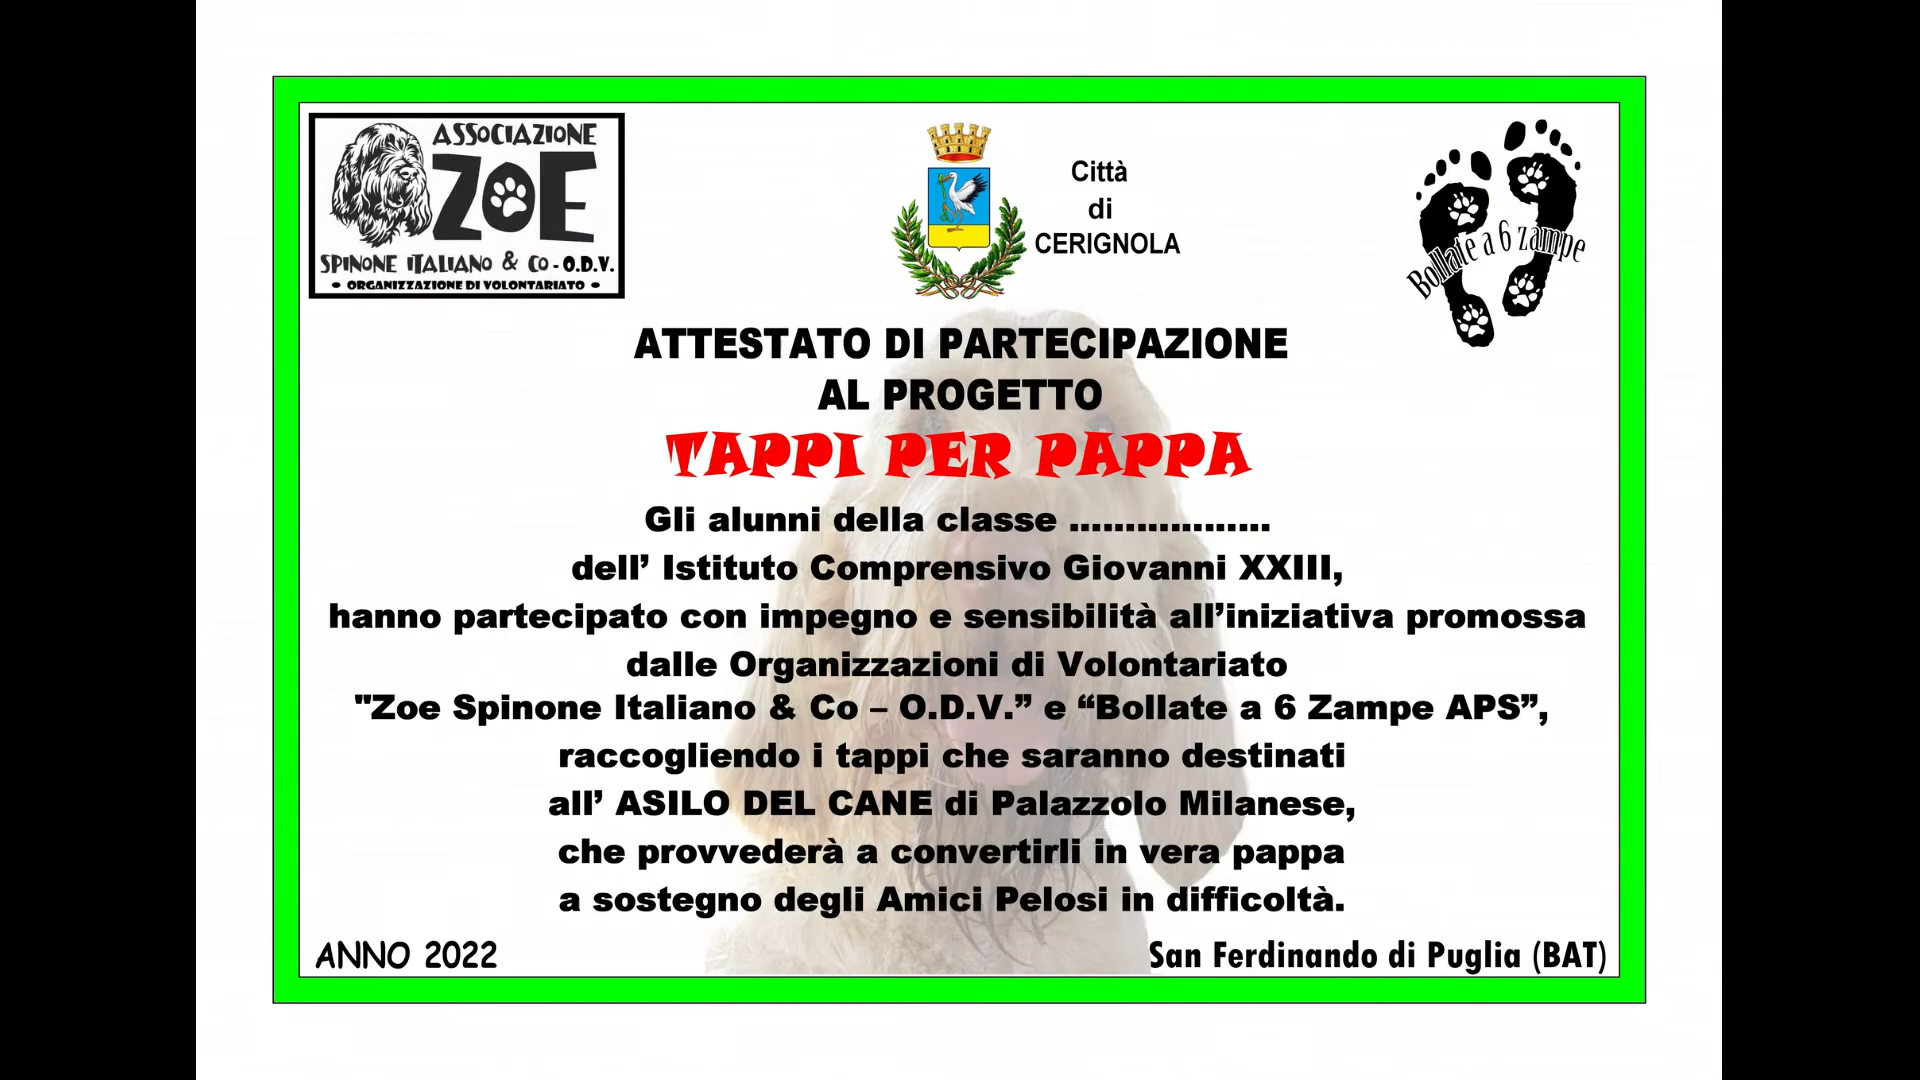 ASSOCIAZIONE
ZOE
SPINONE ITALIANO & CO - O.D.V.
• ORGANIZZAZIONE DI VOLONTARIATO •
Città
di
CERIGNOLA
Bollate a 6 zampe
ATTESTATO DI PARTECIPAZIONE
AL PROGETTO
TAPPI PER PAPPA
Gli alunni della classe ..................
dell’ Istituto Comprensivo Giovanni XXIII,
hanno partecipato con impegno e sensibilità all’iniziativa promossa
dalle Organizzazioni di Volontariato
"Zoe Spinone Italiano & Co – O.D.V.” e “Bollate a 6 Zampe APS”,
raccogliendo i tappi che saranno destinati
all’ ASILO DEL CANE di Palazzolo Milanese,
che provvederà a convertirli in vera pappa
a sostegno degli Amici Pelosi in difficoltà.
ANNO 2022
San Ferdinando di Puglia (BAT)